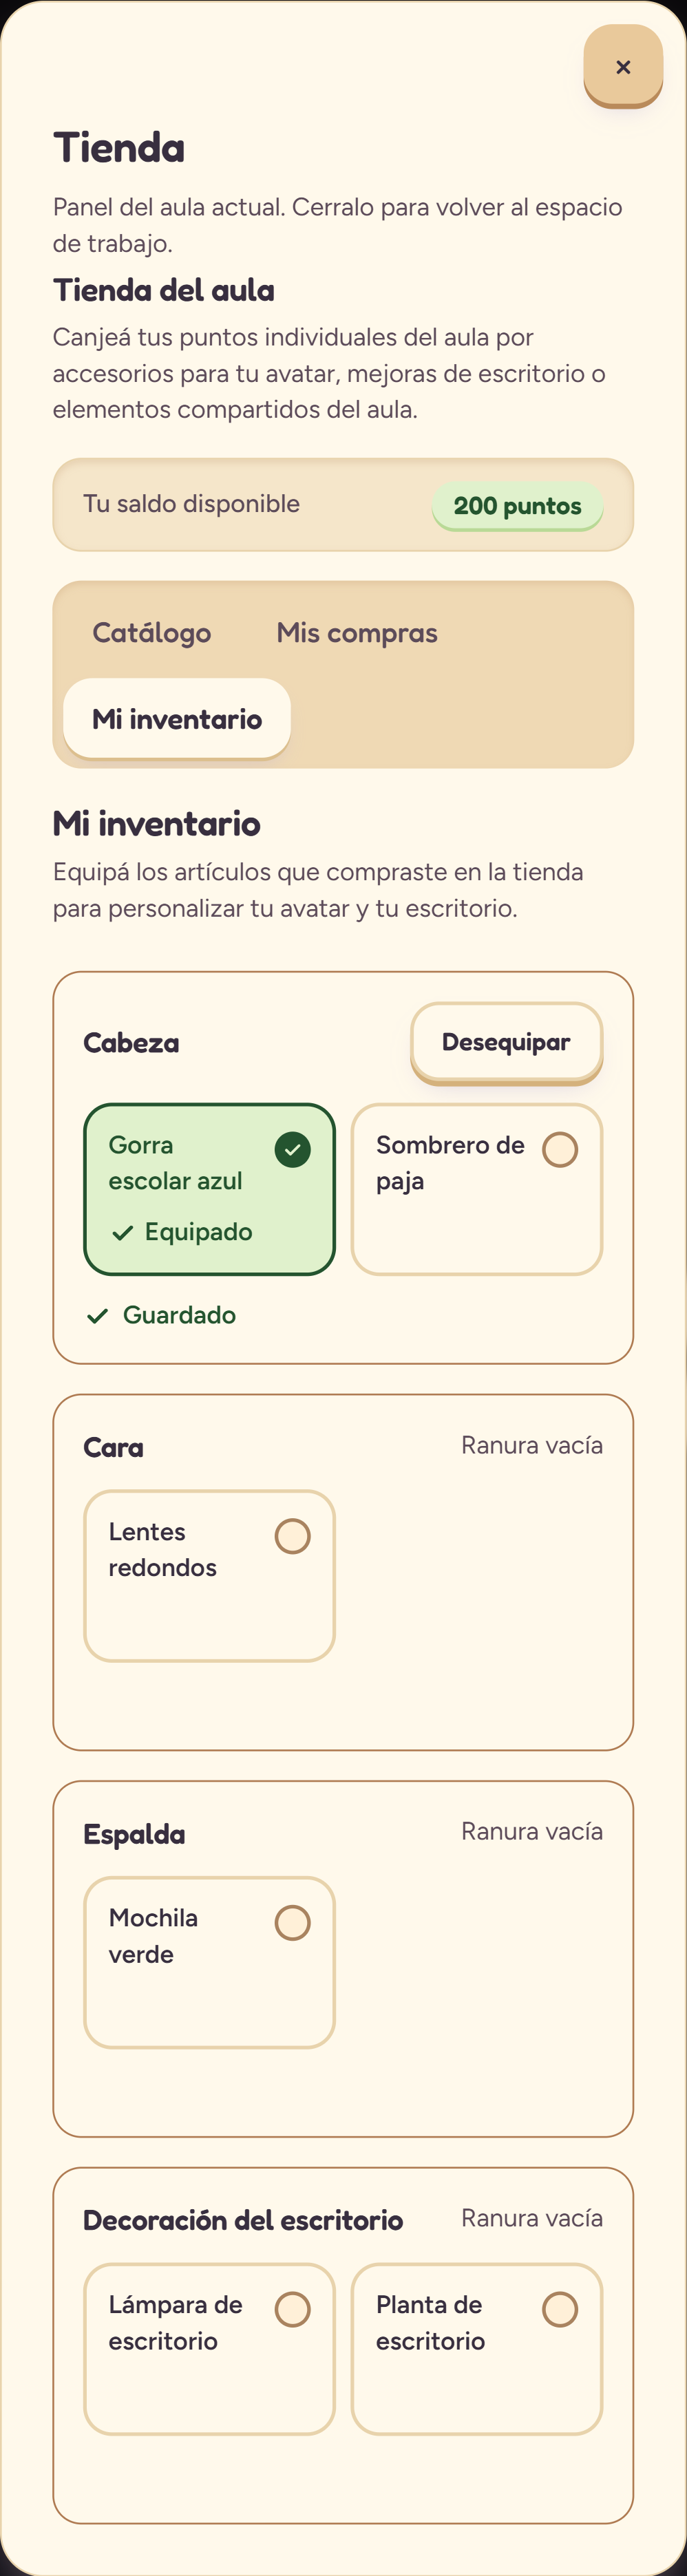 ×
Tienda
Panel del aula actual. Cerralo para volver al espacio
de trabajo.
Tienda del aula
Canjeá tus puntos individuales del aula por
accesorios para tu avatar, mejoras de escritorio o
elementos compartidos del aula.
Tu saldo disponible 200 puntos
Catálogo Mis compras
Mi inventario
Mi inventario
Equipá los artículos que compraste en la tienda
para personalizar tu avatar y tu escritorio.
Cabeza Desequipar
Gorra
escolar azul
Equipado
Sombrero de
paja
Guardado
Cara Ranura vacía
Lentes
redondos
Espalda Ranura vacía
Mochila
verde
Decoración del escritorio Ranura vacía
Lámpara de
escritorio
Planta de
escritorio